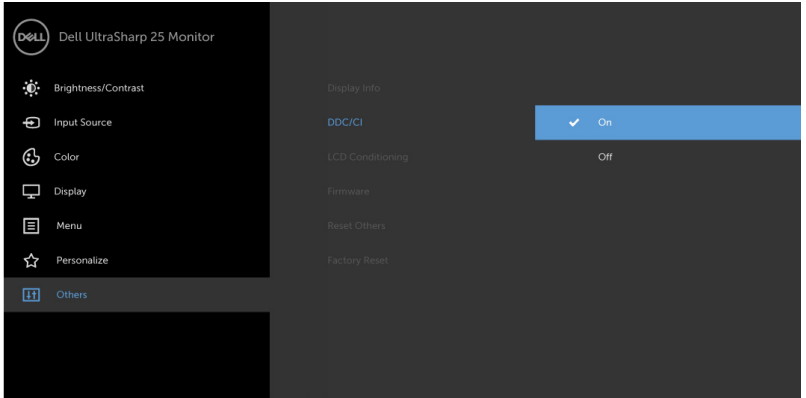 DELL
Dell UltraSharp 25 Monitor
Brightness/Contrast
Input Source
Color
Display
Menu
Personalize
Others
Display Info
DDC/CI
LCD Conditioning
Firmware
Reset Others
Factory Reset
On
Off